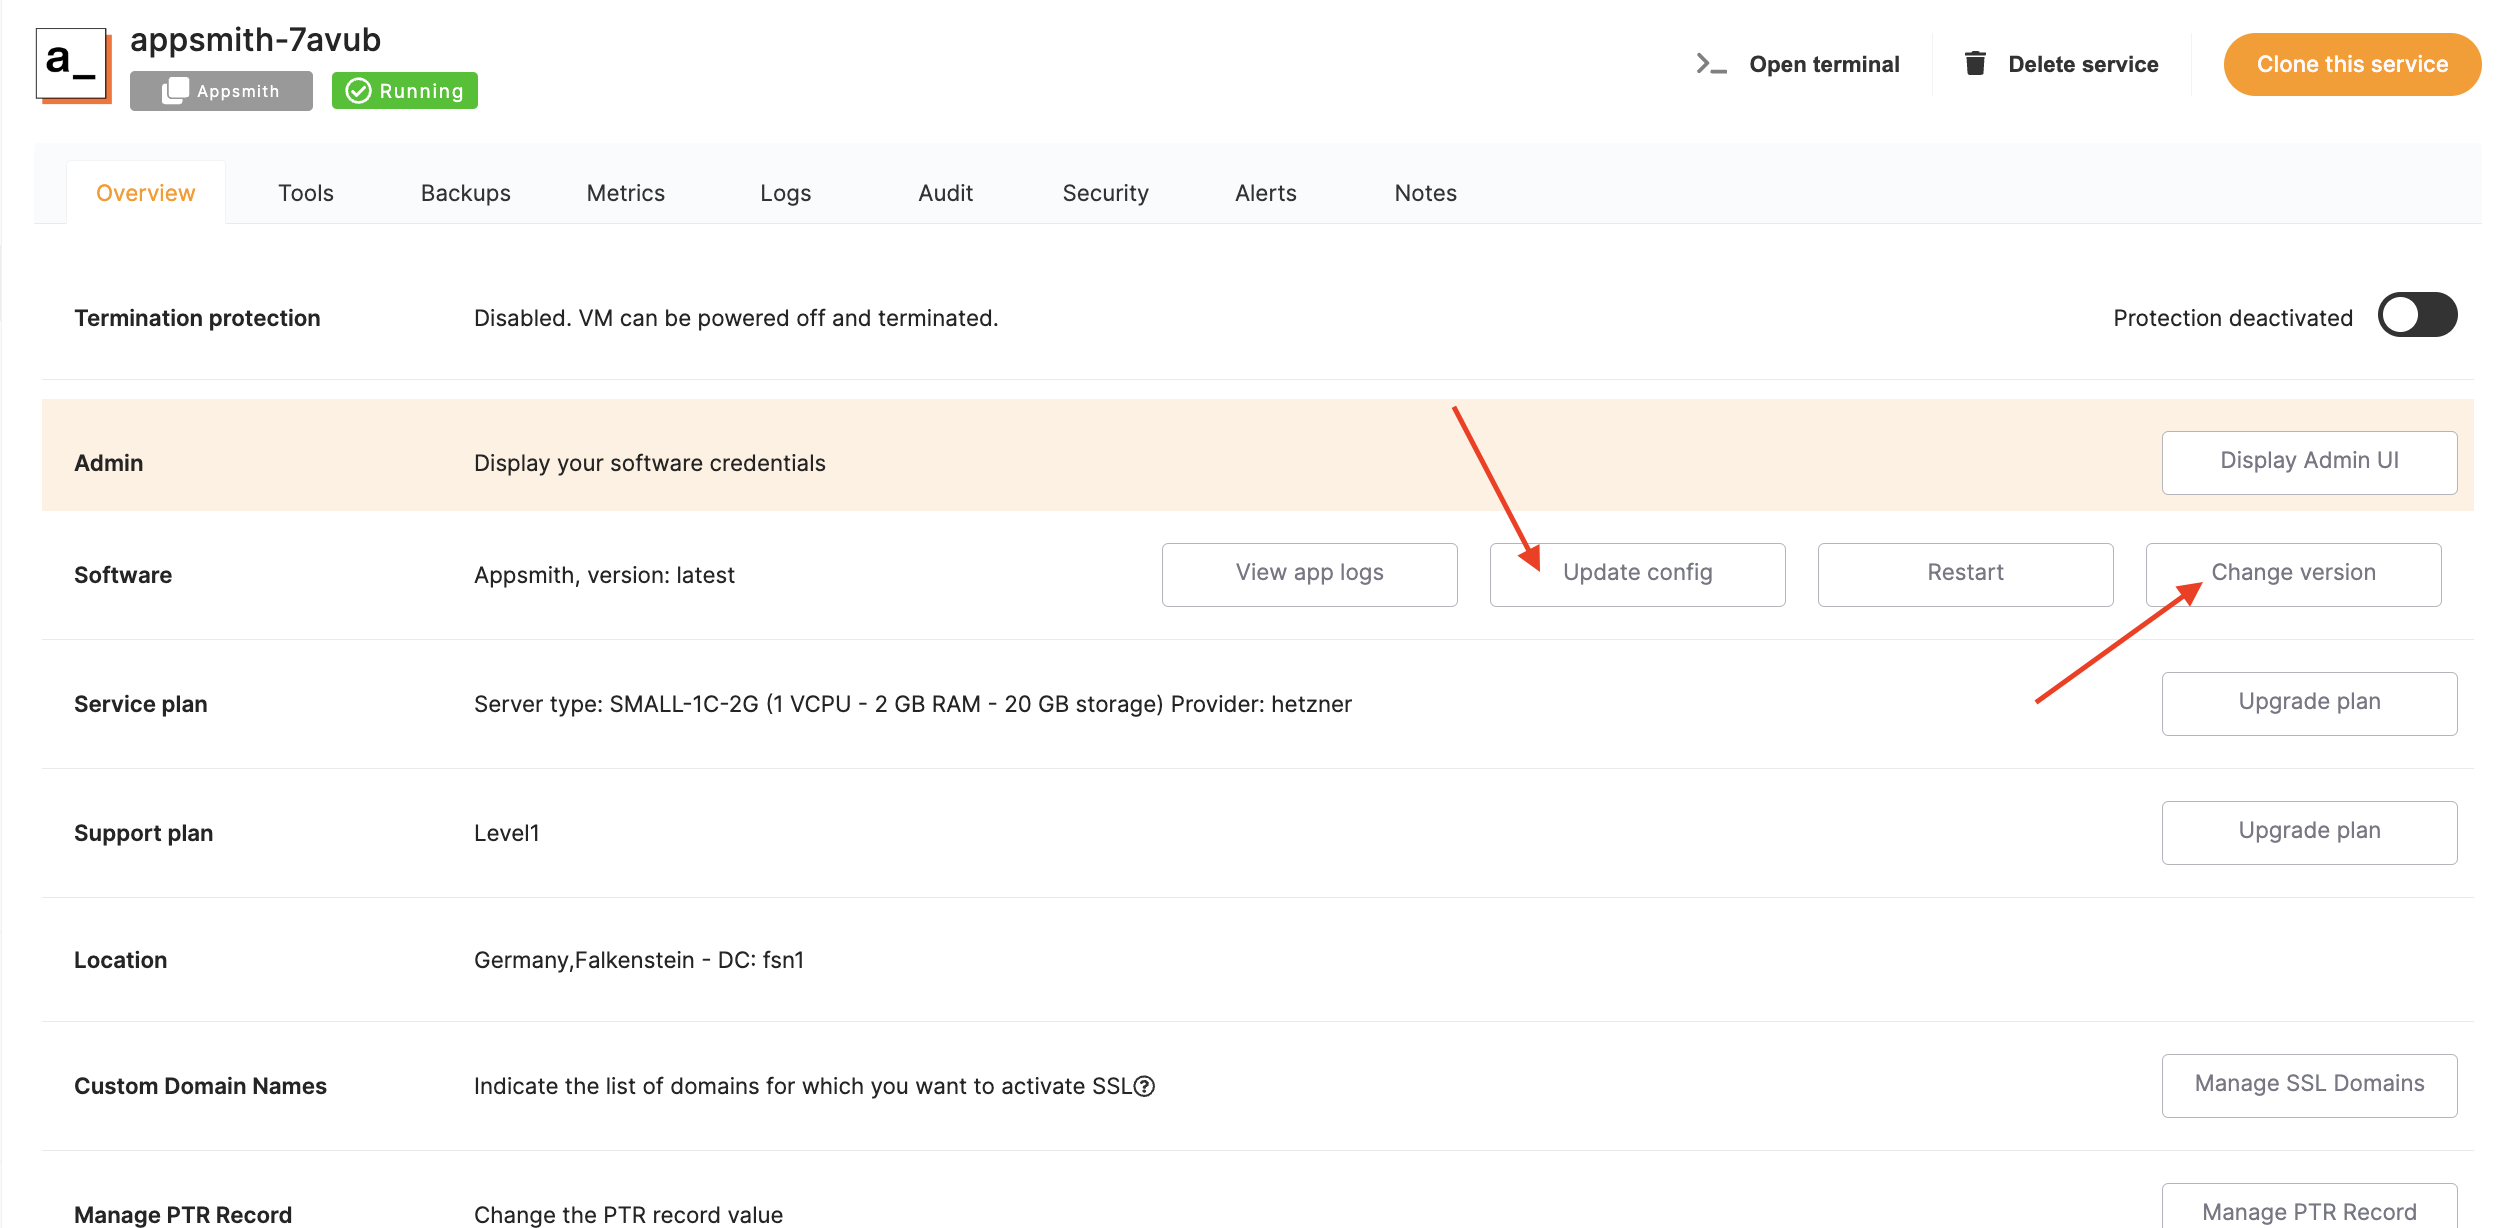 a_
appsmith-7avub
Appsmith
Running
Open terminal
Delete service
Clone this service
Overview
Tools
Backups
Metrics
Logs
Audit
Security
Alerts
Notes
Termination protection
Disabled. VM can be powered off and terminated.
Protection deactivated
Admin
Display your software credentials
Display Admin UI
Software
Appsmith, version: latest
View app logs
Update config
Restart
Change version
Service plan
Server type: SMALL-1C-2G (1 VCPU - 2 GB RAM - 20 GB storage) Provider: hetzner
Upgrade plan
Support plan
Level1
Upgrade plan
Location
Germany,Falkenstein - DC: fsn1
Custom Domain Names
Indicate the list of domains for which you want to activate SSL?
Manage SSL Domains
Manage PTR Record
Change the PTR record value
Manage PTR Record